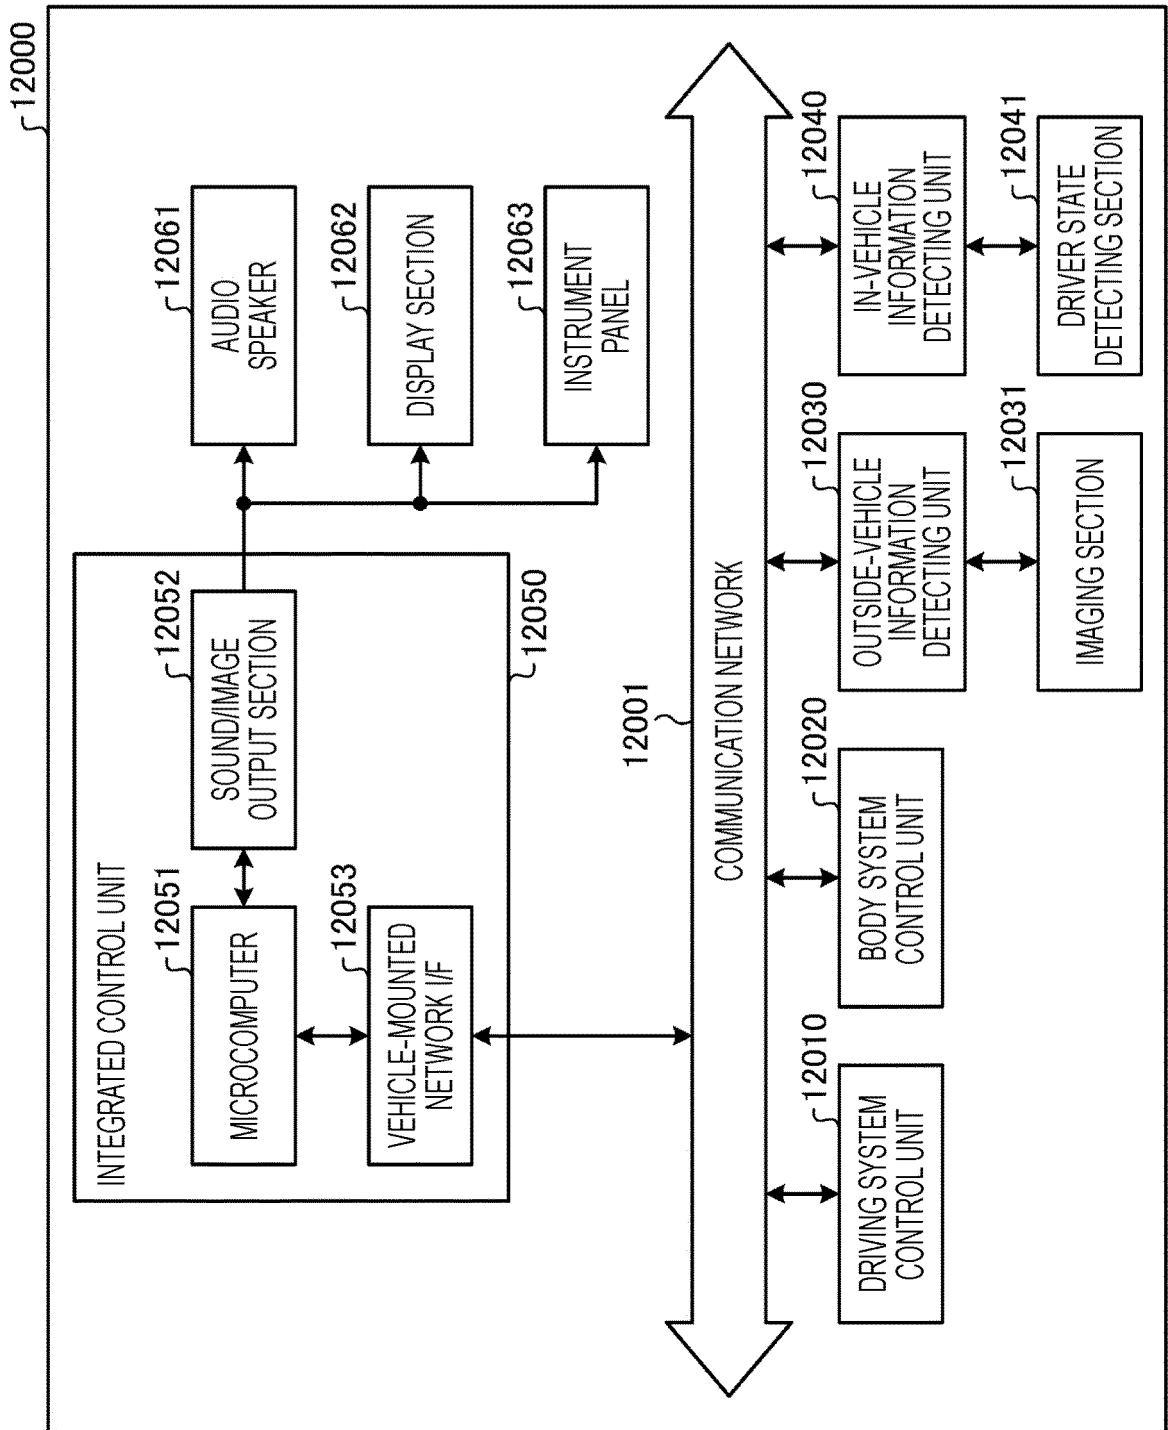 12000
INTEGRATED CONTROL UNIT
12051
MICROCOMPUTER
12052
SOUND/IMAGE
OUTPUT SECTION
12061
AUDIO
SPEAKER
12053
VEHICLE-MOUNTED
NETWORK I/F
12062
DISPLAY SECTION
12050
12063
INSTRUMENT
PANEL
12001
COMMUNICATION NETWORK
12010
DRIVING SYSTEM
CONTROL UNIT
12020
BODY SYSTEM
CONTROL UNIT
12030
OUTSIDE-VEHICLE
INFORMATION
DETECTING UNIT
12040
IN-VEHICLE
INFORMATION
DETECTING UNIT
12031
IMAGING SECTION
12041
DRIVER STATE
DETECTING SECTION